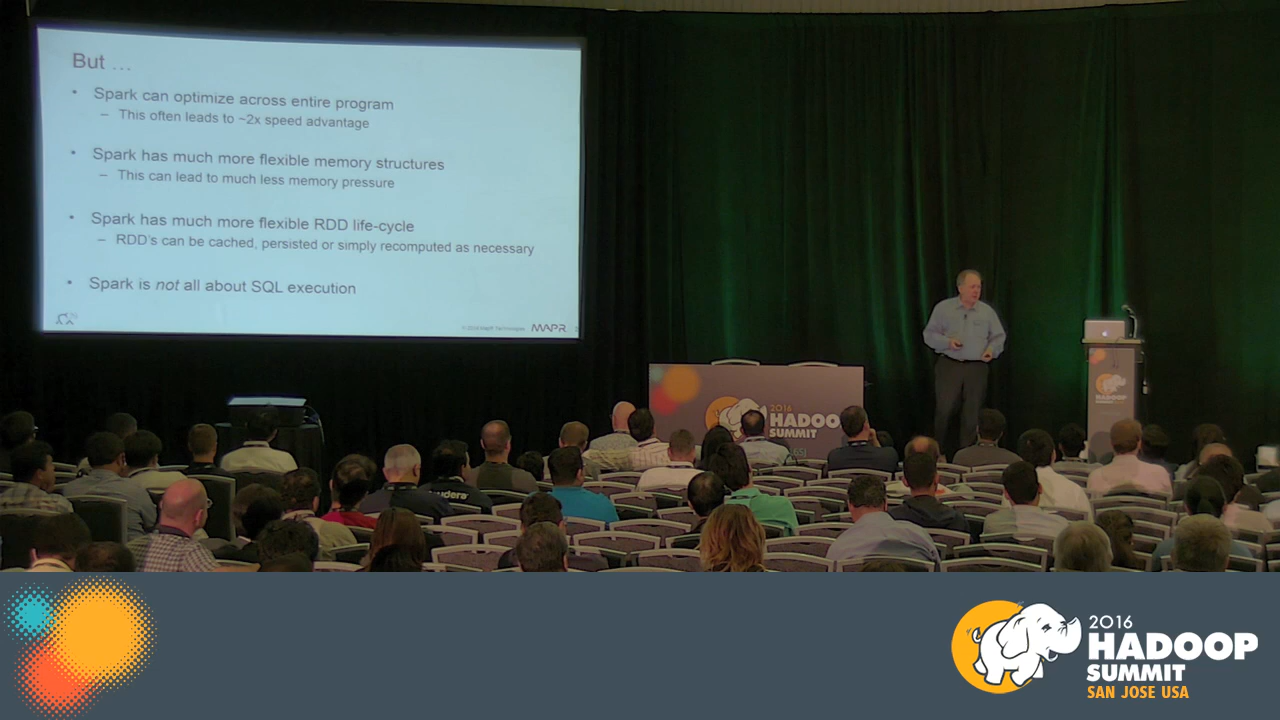 But ...
• Spark can optimize across entire program
– This often leads to ~2x speed advantage
• Spark has much more flexible memory structures
– This can lead to much less memory pressure
• Spark has much more flexible RDD life-cycle
– RDD's can be cached, persisted or simply recomputed as necessary
• Spark is not all about SQL execution
MAPR
2016
HADOO
SUMMIT
HADOOP
SUMMIT
2016
HADOOP
SUMMIT
SAN JOSE USA